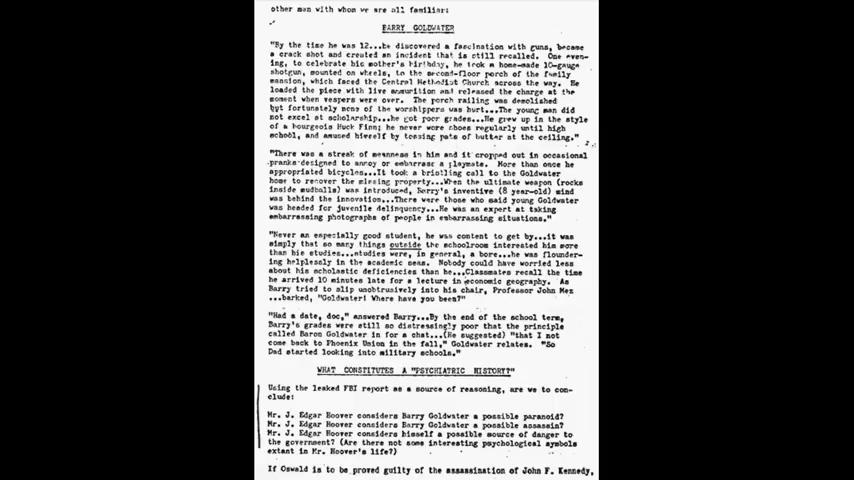 other men with whom we are all familiar:
BARRY GOLDWATER
"By the time he was 12...he discovered a fascination with guns, became
a crack shot and created an incident that is still recalled. One even-
ing, to celebrate his mother's birthday, he took a home-made 10-gauge
shotgun, mounted on wheels, to the second-floor porch of the family
mansion, which faced the Central Methodist Church across the way. He
loaded the piece with live ammunition and released the charge at the
moment when vespers were over. The porch railing was demolished
but fortunately none of the worshippers was hurt...The young man did
not excel at scholarship...he got poor grades...He grew up in the style
of a bourgeois Huck Finn; he never wore shoes regularly until high
school, and amused himself by tossing pats of butter at the ceiling."
"There was a streak of meanness in him and it cropped out in occasional
pranks designed to annoy or embarrass a playmate. More than once he
appropriated bicycles...It took a bristling call to the Goldwater
home to recover the missing property...When the ultimate weapon (rocks
inside mudballs) was introduced, Barry's inventive (8 year-old) mind
was behind the innovation...There were those who said young Goldwater
was headed for juvenile delinquency...He was an expert at taking
embarrassing photographs of people in embarrassing situations."
"Never an especially good student, he was content to get by...it was
simply that so many things outside the schoolroom interested him more
than his studies...studies were, in general, a bore...he was flounder-
ing helplessly in the academic seas. Nobody could have worried less
about his scholastic deficiencies than he...Classmates recall the time
he arrived 10 minutes late for a lecture in economic geography. As
Barry tried to slip unobtrusively into his chair, Professor John Mez
...barked, "Goldwater! Where have you been?"
"Had a date, doc," answered Barry...By the end of the school term,
Barry's grades were still so distressingly poor that the principle
called Baron Goldwater in for a chat...(He suggested) "that I not
come back to Phoenix Union in the fall," Goldwater relates. "So
Dad started looking into military schools."
WHAT CONSTITUTES A "PSYCHIATRIC HISTORY?"
Using the leaked FBI report as a source of reasoning, are we to con-
clude:
Mr. J. Edgar Hoover considers Barry Goldwater a possible paranoid?
Mr. J. Edgar Hoover considers Barry Goldwater a possible assassin?
Mr. J. Edgar Hoover considers himself a possible source of danger to
the government? (Are there not some interesting psychological symbols
extant in Mr. Hoover's life?)
If Oswald is to be proved guilty of the assassination of John F. Kennedy,